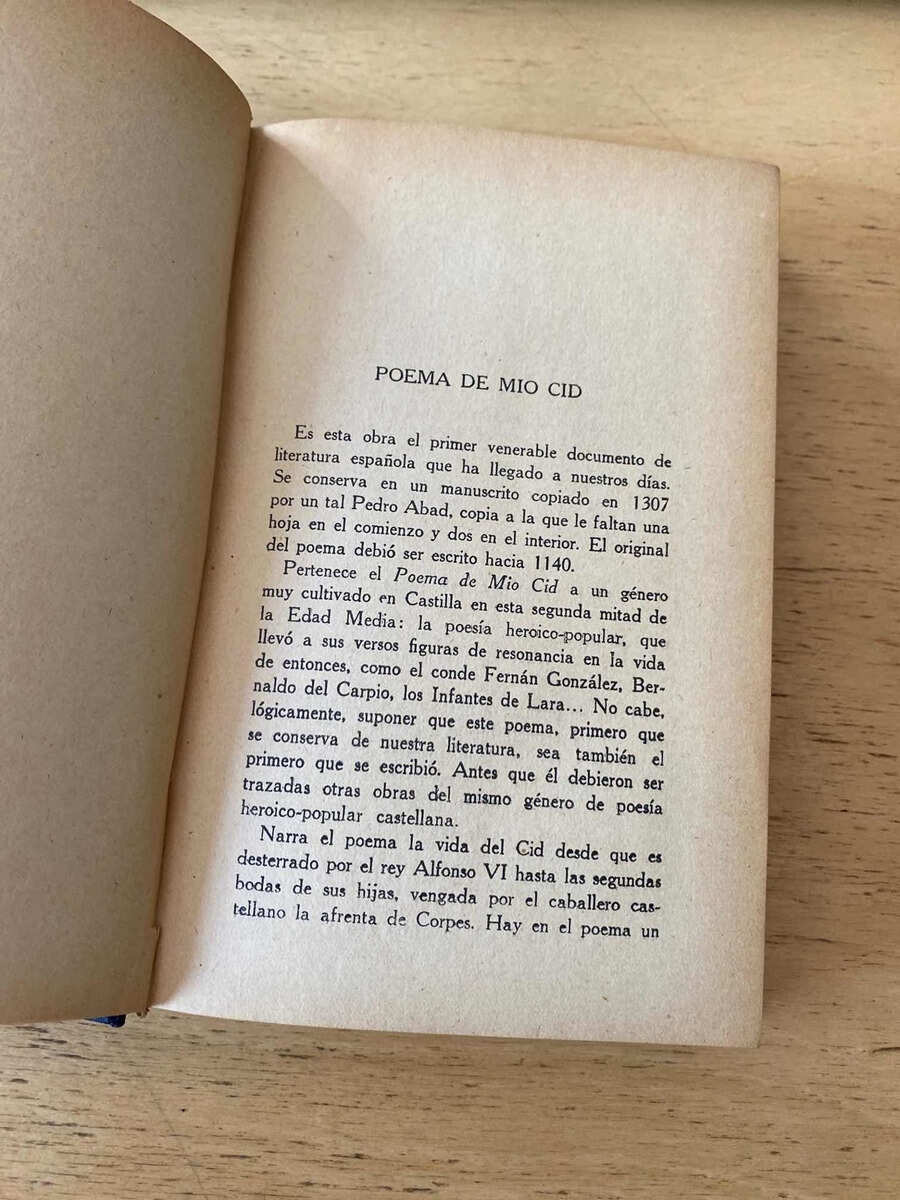 POEMA DE MIO CID
Es esta obra el primer venerable documento de
literatura española que ha llegado a nuestros días.
Se conserva en un manuscrito copiado en 1307
por un tal Pedro Abad, copia a la que le faltan una
hoja en el comienzo y dos en el interior. El original
del poema debió ser escrito hacia 1140.
Pertenece el Poema de Mio Cid a un género
muy cultivado en Castilla en esta segunda mitad de
la Edad Media: la poesía heroico-popular, que
llevó a sus versos figuras de resonancia en la vida
de entonces, como el conde Fernán González, Ber-
naldo del Carpio, los Infantes de Lara... No cabe,
lógicamente, suponer que este poema, primero que
se conserva de nuestra literatura, sea también el
primero que se escribió. Antes que él debieron ser
trazadas otras obras del mismo género de poesía
heroico-popular castellana.
Narra el poema la vida del Cid desde que es
desterrado por el rey Alfonso VI hasta las segundas
bodas de sus hijas, vengada por el caballero cas-
tellano la afrenta de Corpes. Hay en el poema un